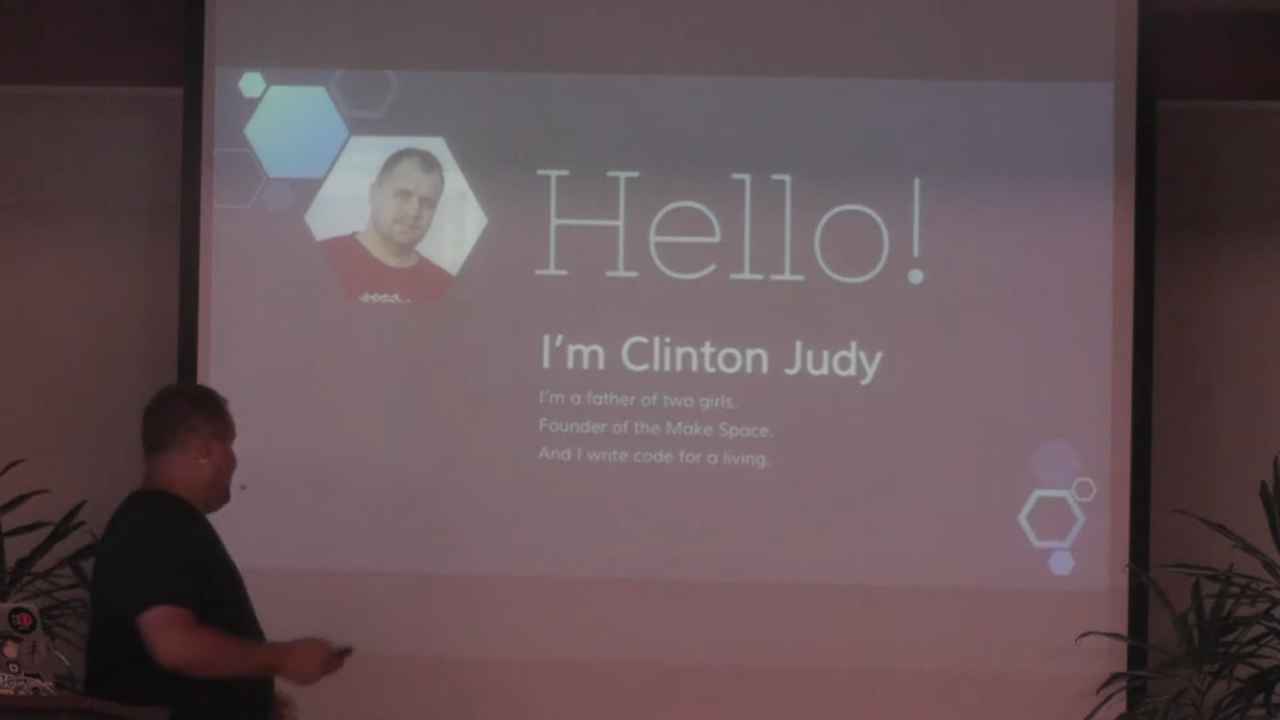 Hello!
I'm Clinton Judy
I'm a father of two girls.
Founder of the Make Space.
And I write code for a living.